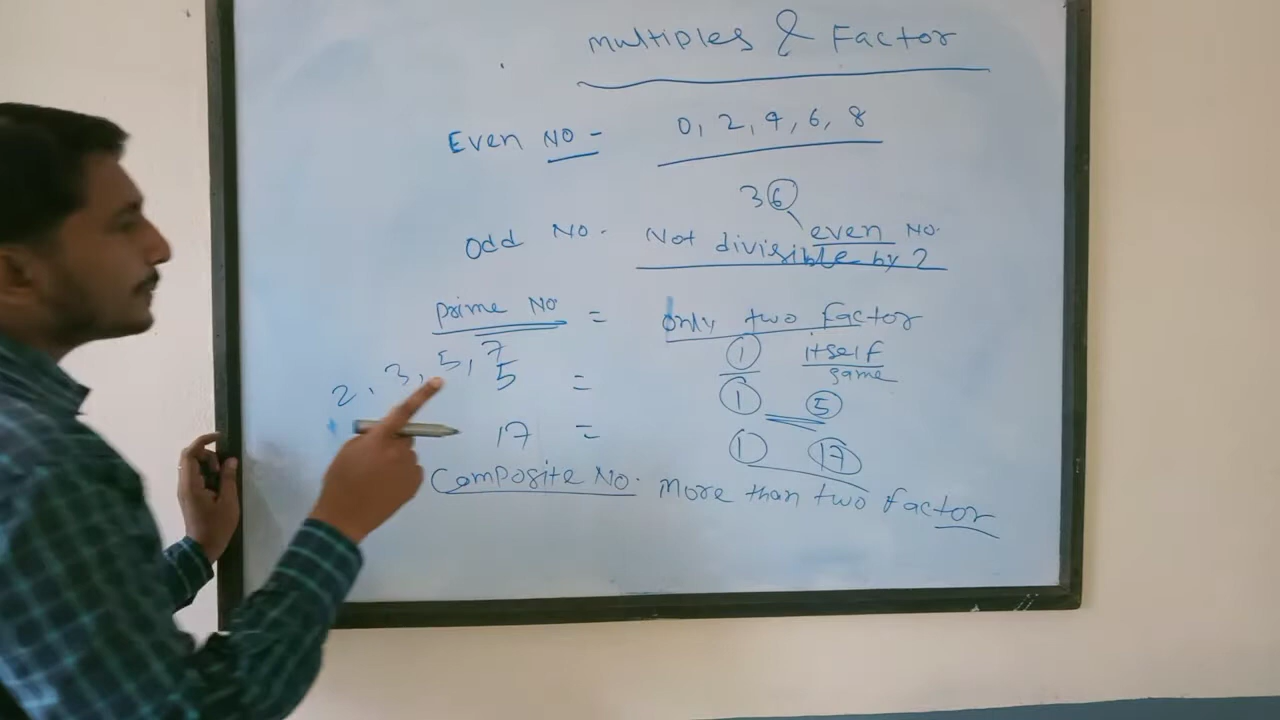 Multiples & Factor
Even NO - 0, 2, 4, 6, 8
36
even NO.
Odd NO. Not divisible by 2
prime NO = only two factor
1 itself
same
2, 3, 5, 7
5 = 1 5
17 = 1 17
Composite NO. More than two factor